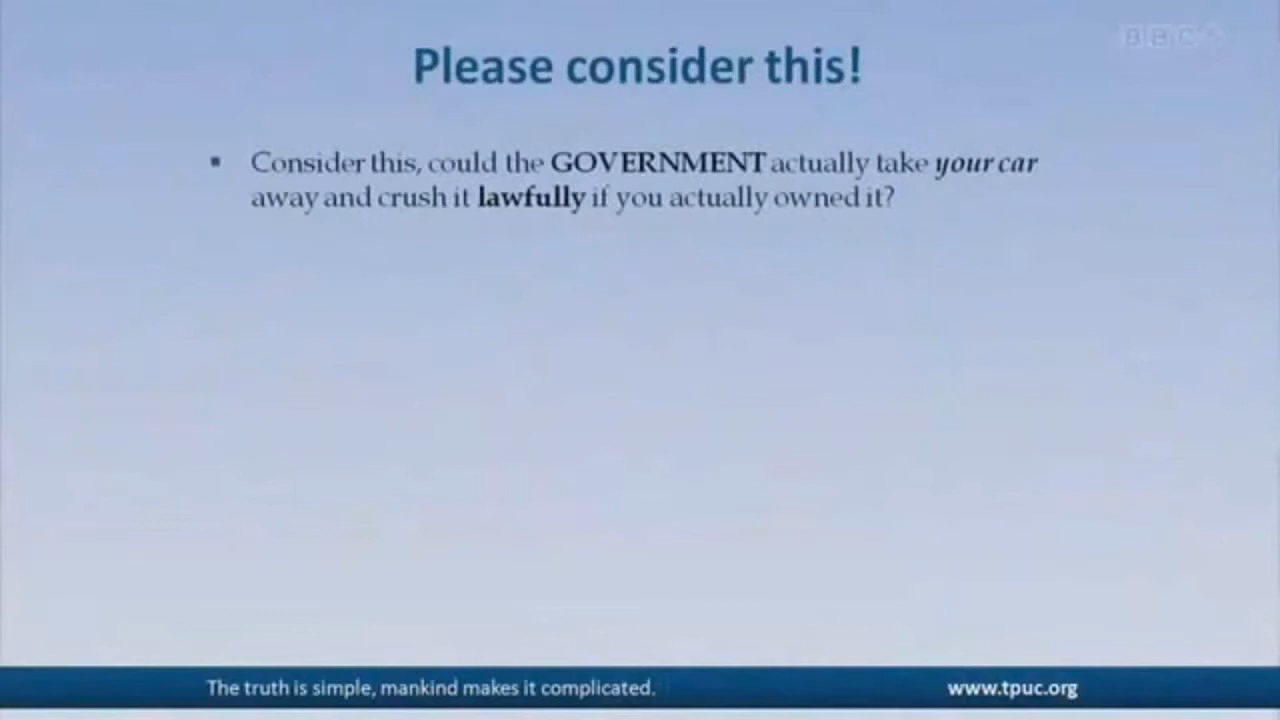 BBC
Please consider this!
▪ Consider this, could the GOVERNMENT actually take your car
away and crush it lawfully if you actually owned it?
The truth is simple, mankind makes it complicated.
www.tpuc.org